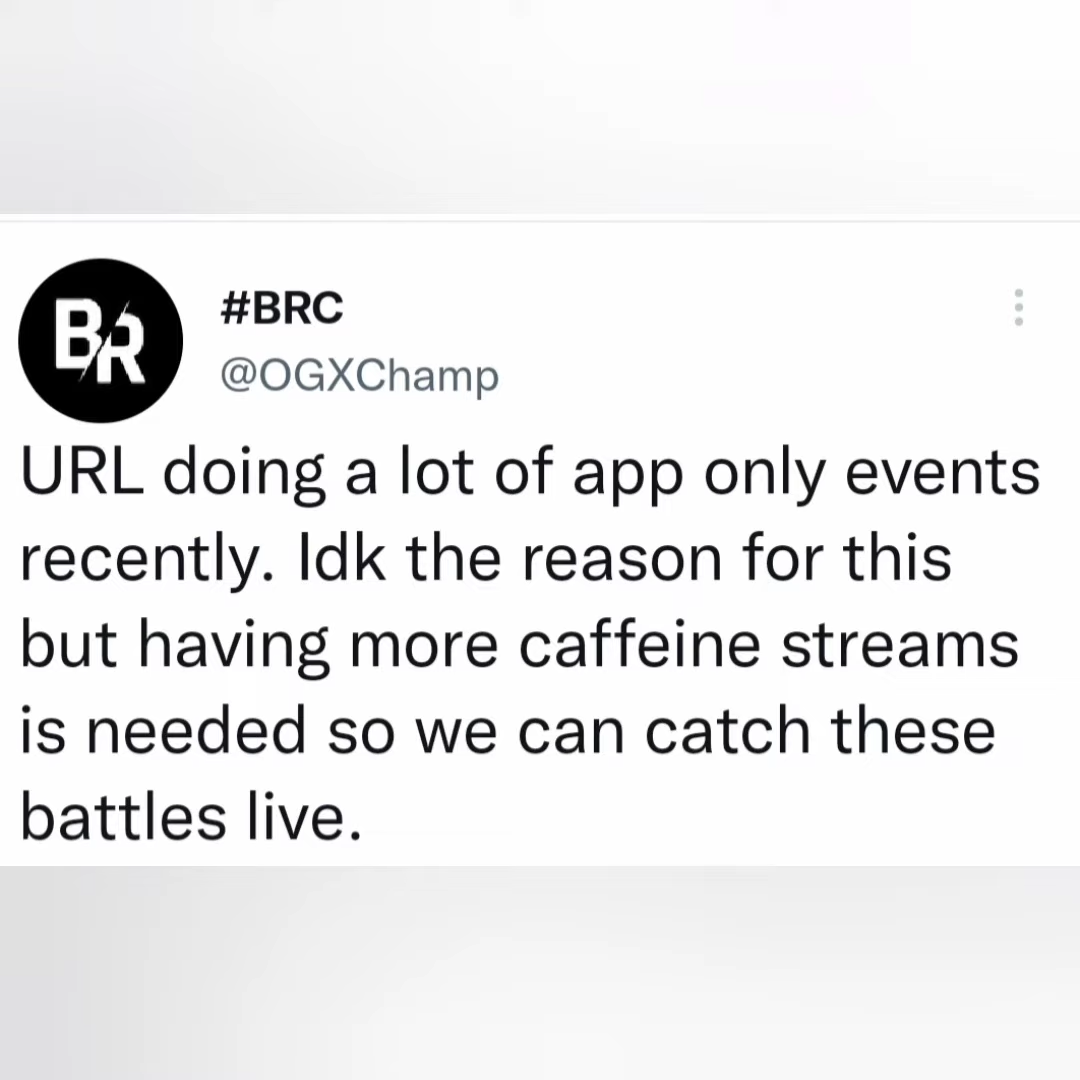 BR
#BRC
@OGXChamp
URL doing a lot of app only events
recently. Idk the reason for this
but having more caffeine streams
is needed so we can catch these
battles live.